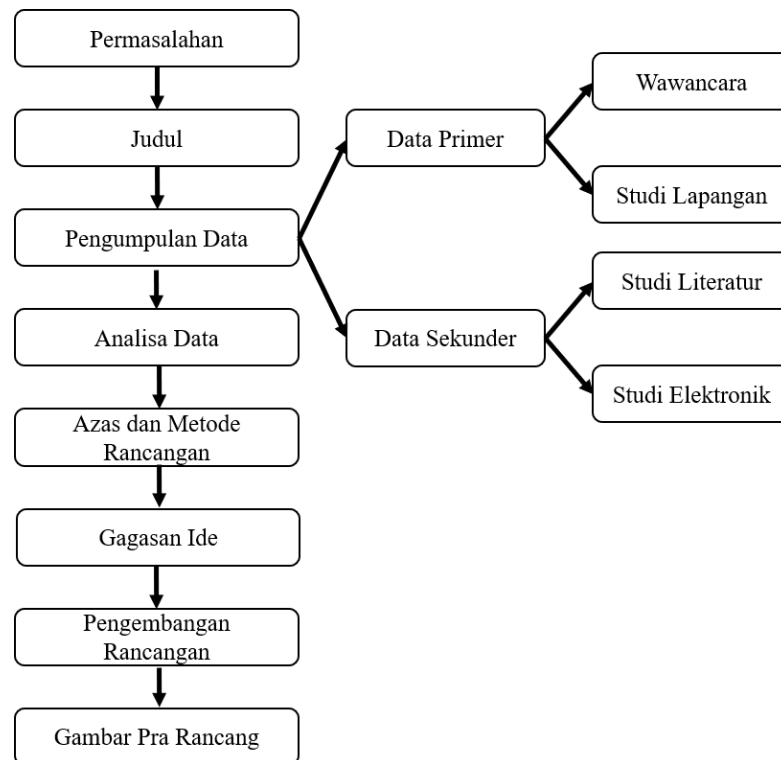 Permasalahan
Judul
Pengumpulan Data
Analisa Data
Azas dan Metode
Rancangan
Gagasan Ide
Pengembangan
Rancangan
Gambar Pra Rancang
Data Primer
Data Sekunder
Wawancara
Studi Lapangan
Studi Literatur
Studi Elektronik